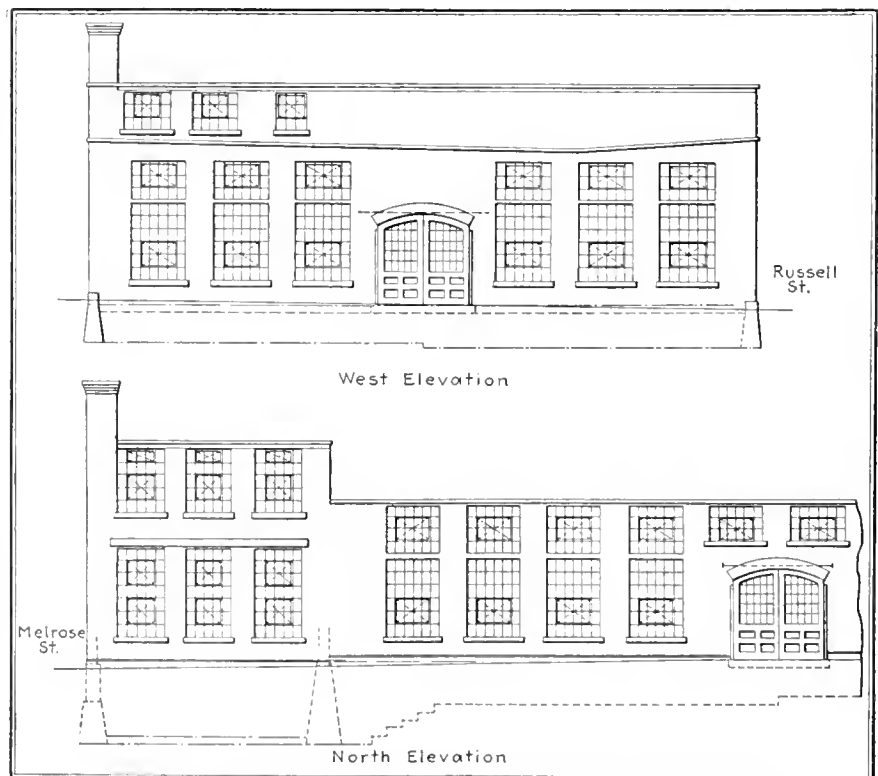 Russell
St.
West Elevation
Melrose
St.
North Elevation